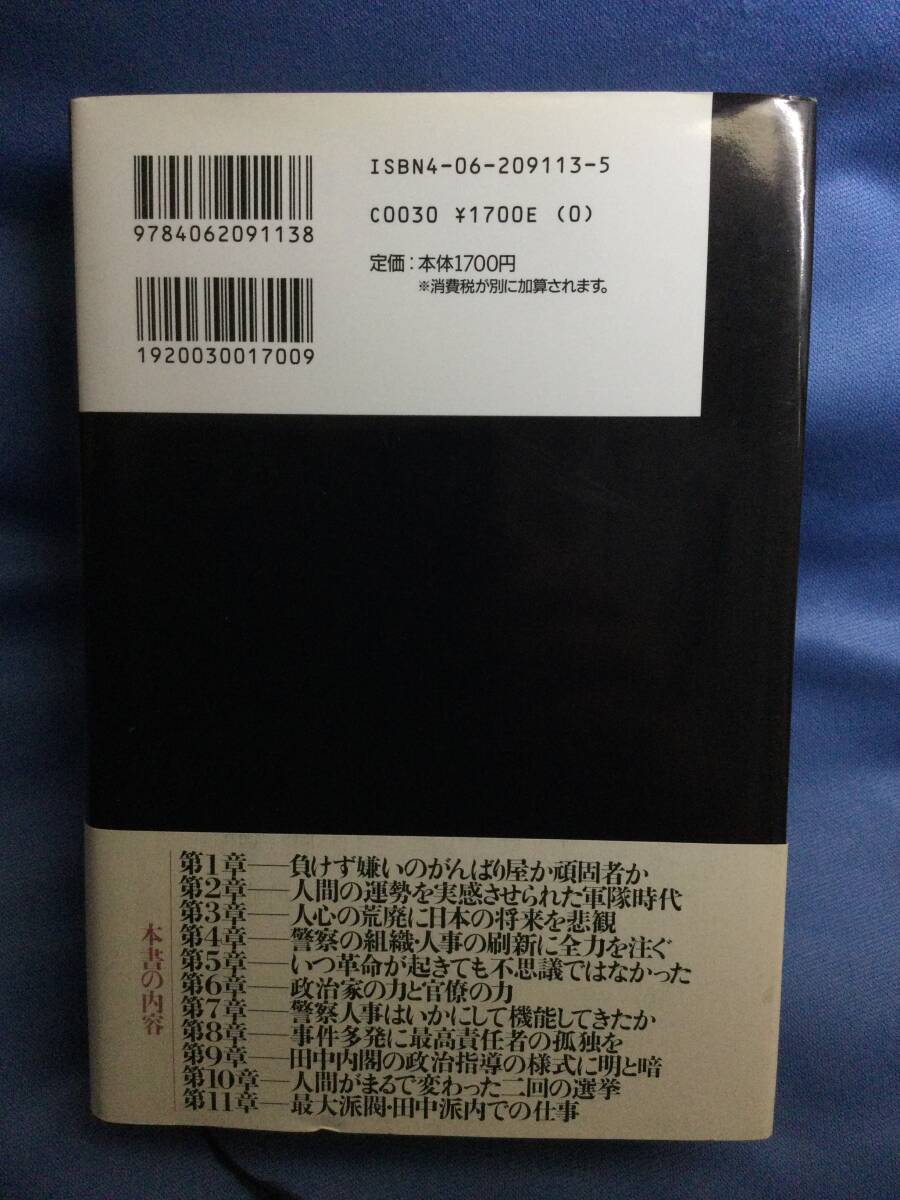 ISBN4-06-209113-5
9784062091138
C0030 ¥1700E (0)
定価：本体1700円
※消費税が別に加算されます。
1920030017009
本書の内容
第1章──負けず嫌いのがんばり屋か頑固者か
第2章──人間の運勢を実感させられた軍隊時代
第3章──人心の荒廃に日本の将来を悲観
第4章──警察の組織・人事の刷新に全力を注ぐ
第5章──いつ革命が起きても不思議ではなかった
第6章──政治家の力と官僚の力
第7章──警察人事はいかにして機能してきたか
第8章──事件多発に最高責任者の孤独を
第9章──田中内閣の政治指導の様式に明と暗
第10章──人間がまるで変わった二回の選挙
第11章──最大派閥・田中派内での仕事